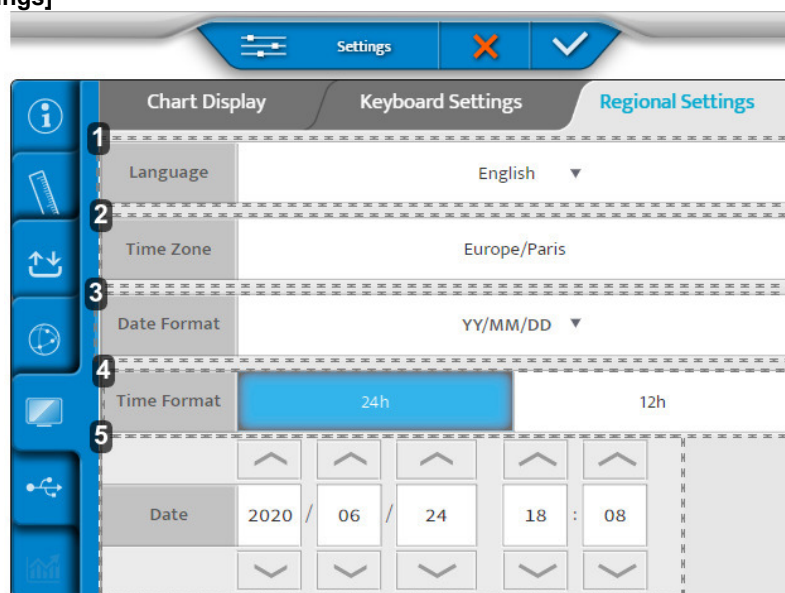 ings]
Settings
Chart Display Keyboard Settings Regional Settings
1
Language English
2
Time Zone Europe/Paris
3
Date Format YY/MM/DD
4
Time Format 24h 12h
5
Date 2020 / 06 / 24 18 : 08